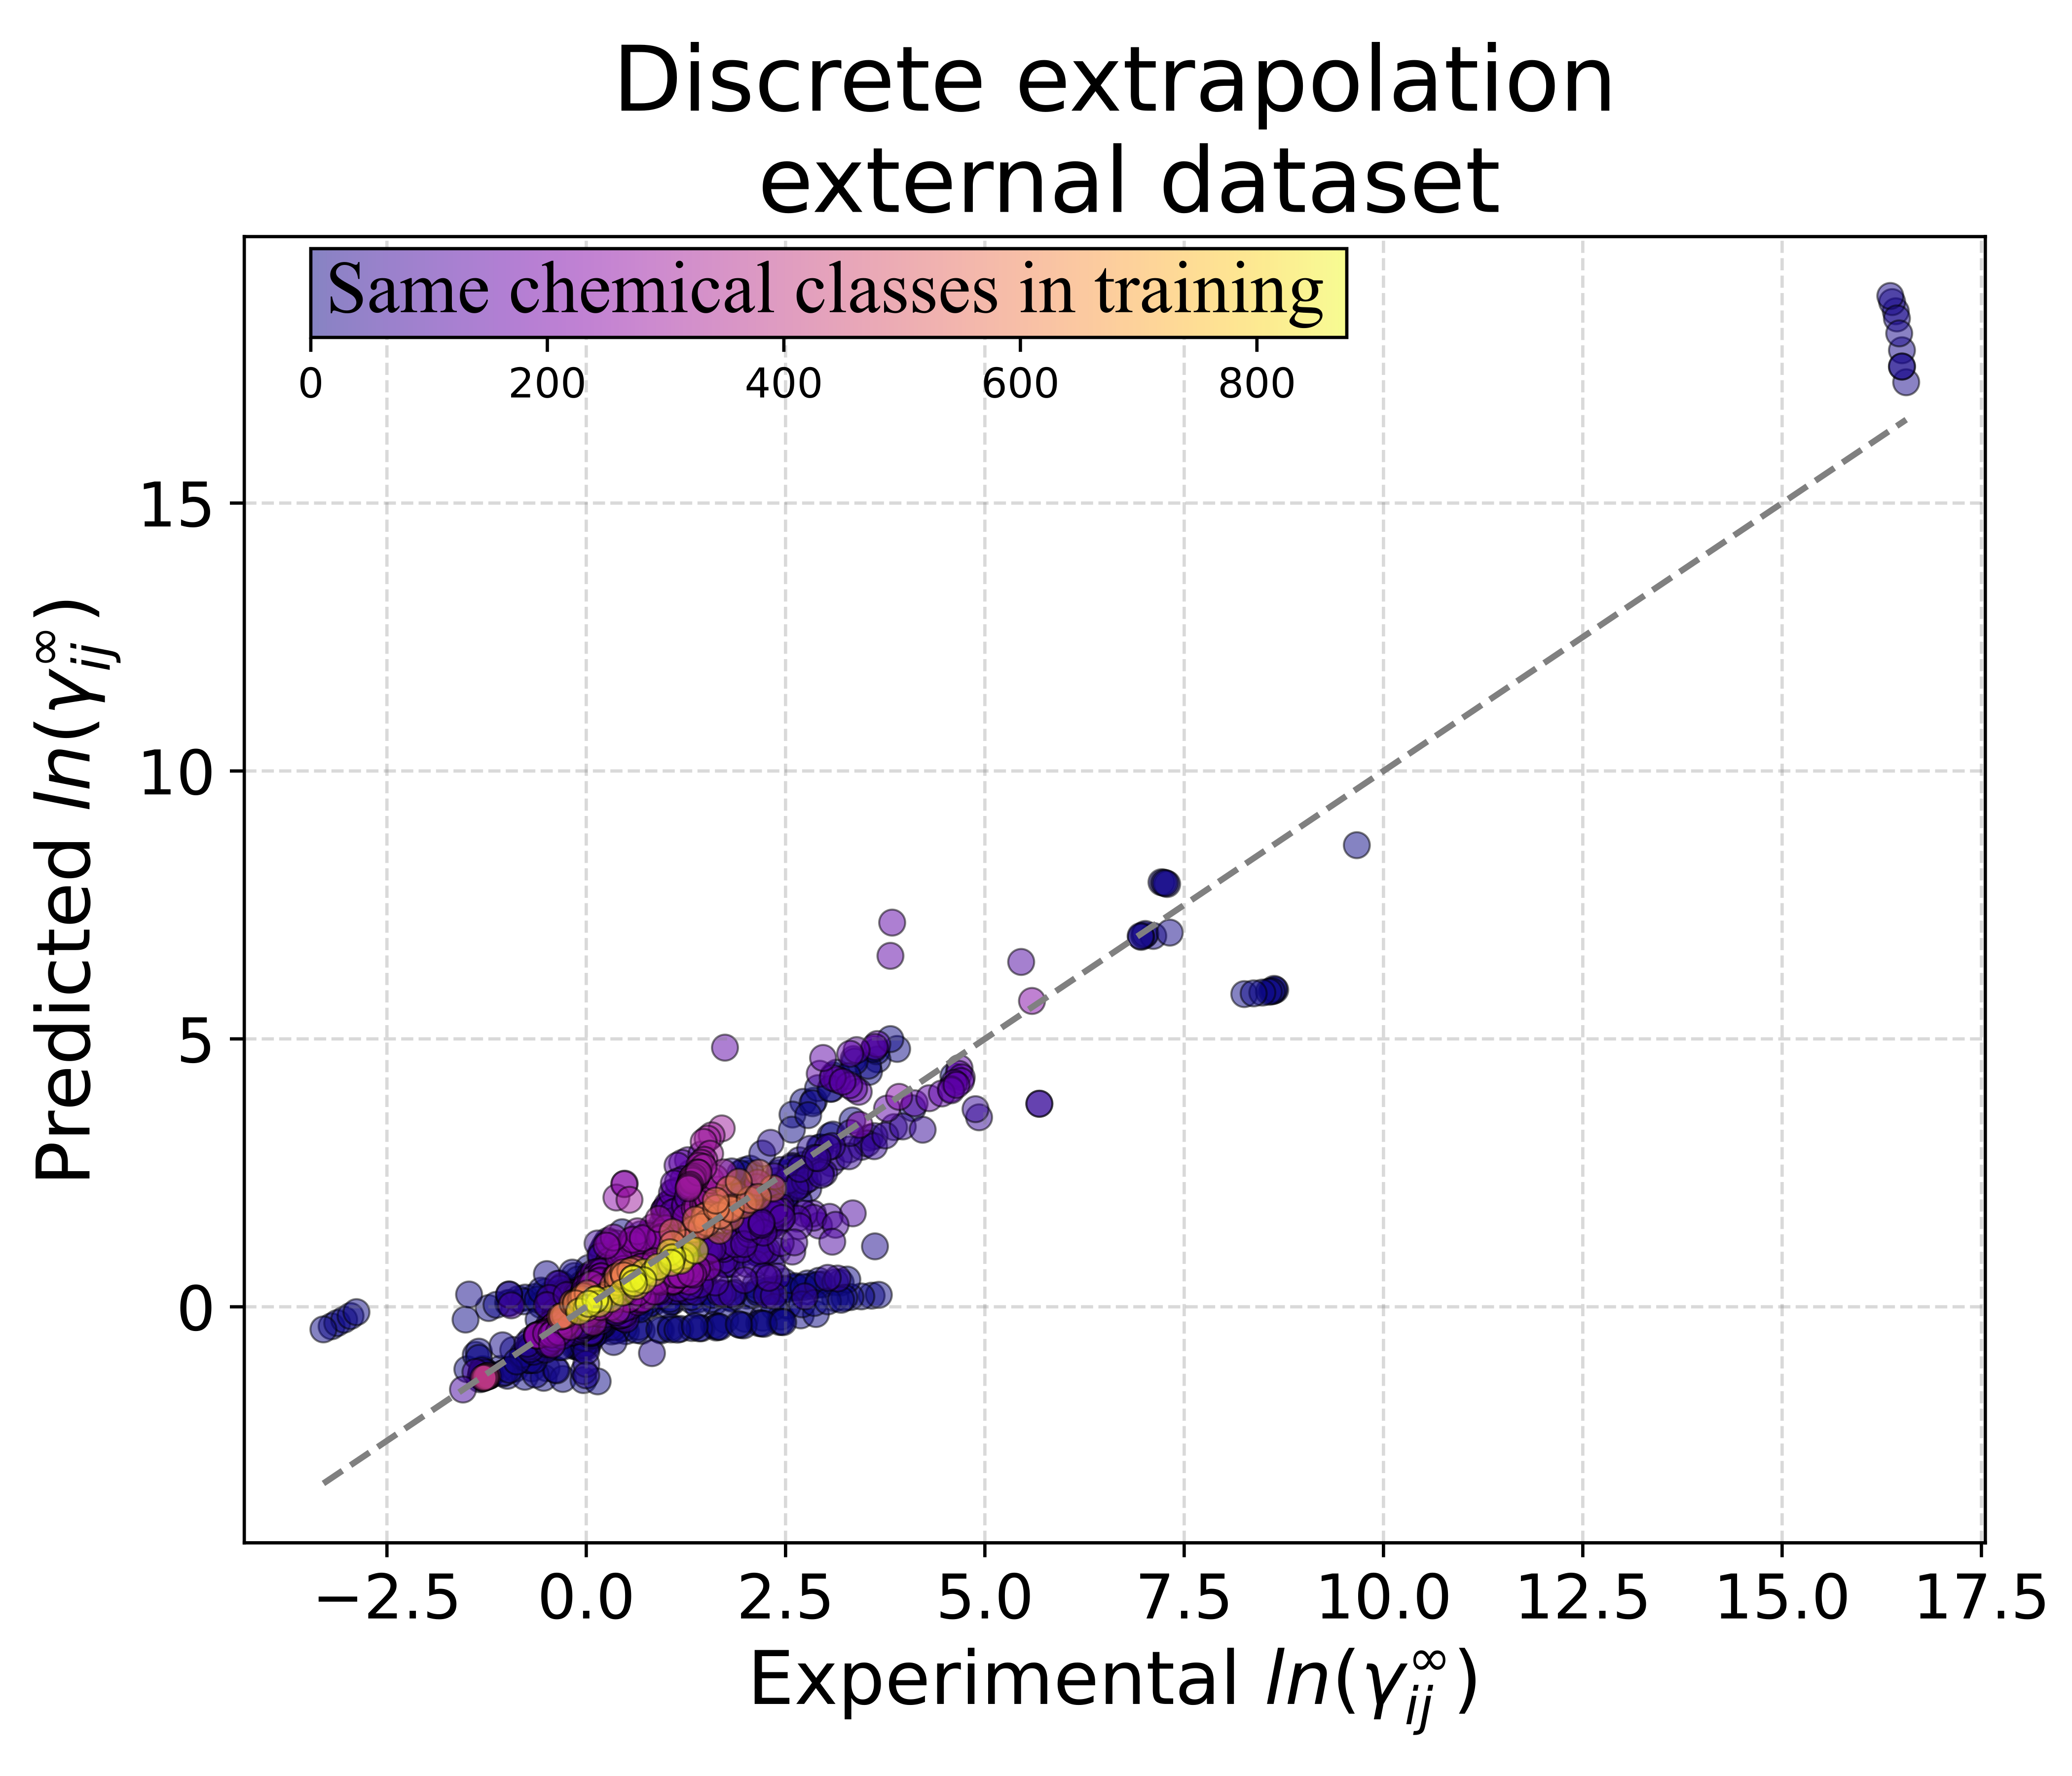 Discrete extrapolation
external dataset
Same chemical classes in training
0 200 400 600 800
15
10
5
0
Predicted ln(γ_{ij}^∞)
−2.5 0.0 2.5 5.0 7.5 10.0 12.5 15.0 17.5
Experimental ln(γ_{ij}^∞)